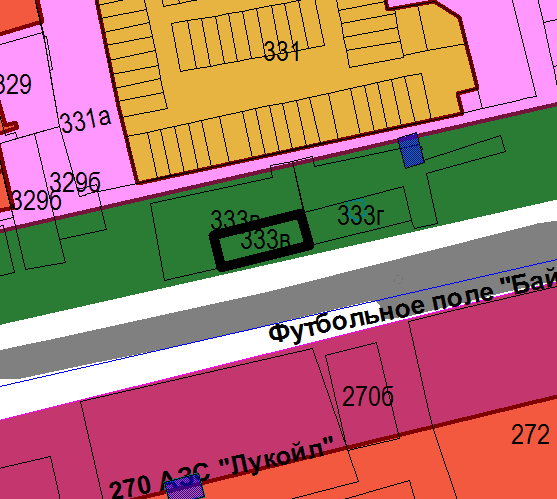 331
329
331а
329б
329б
333в
333г
333в
Футбольное поле "Бай
270б
272
270 АЗС "Лукойл"